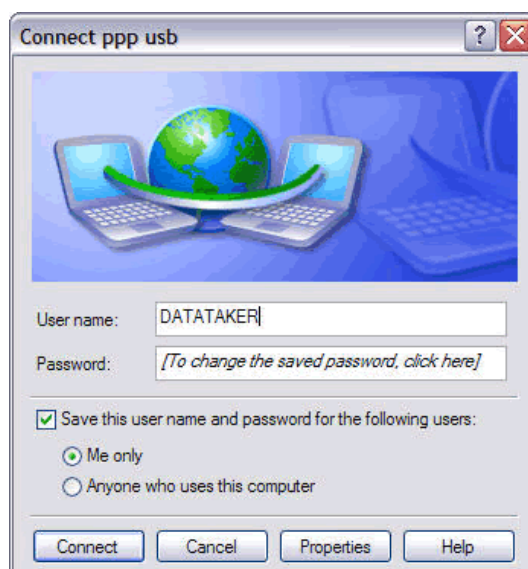 Connect ppp usb
User name: DATATAKER
Password: [To change the saved password, click here]
Save this user name and password for the following users:
Me only
Anyone who uses this computer
Connect Cancel Properties Help